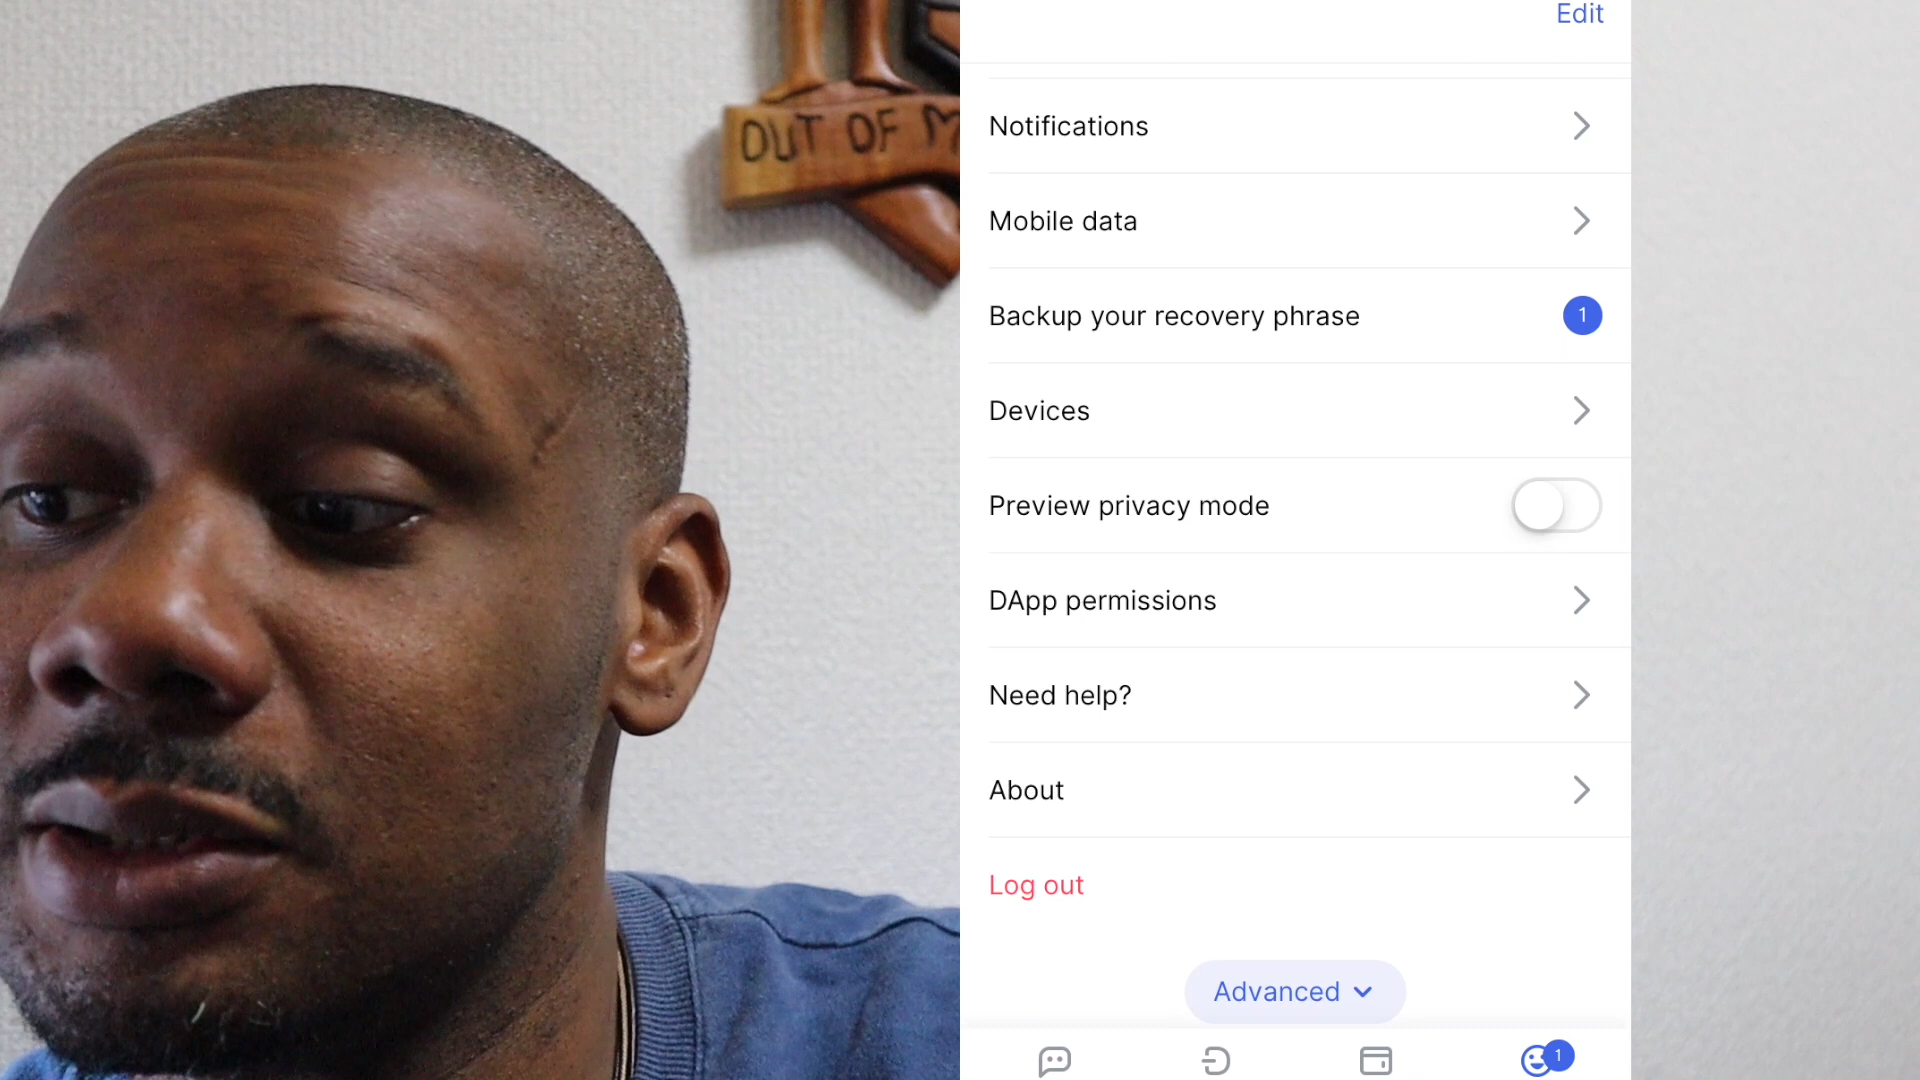 OUT OF M
Edit
Notifications
Mobile data
Backup your recovery phrase
1
Devices
Preview privacy mode
DApp permissions
Need help?
About
Log out
Advanced
1